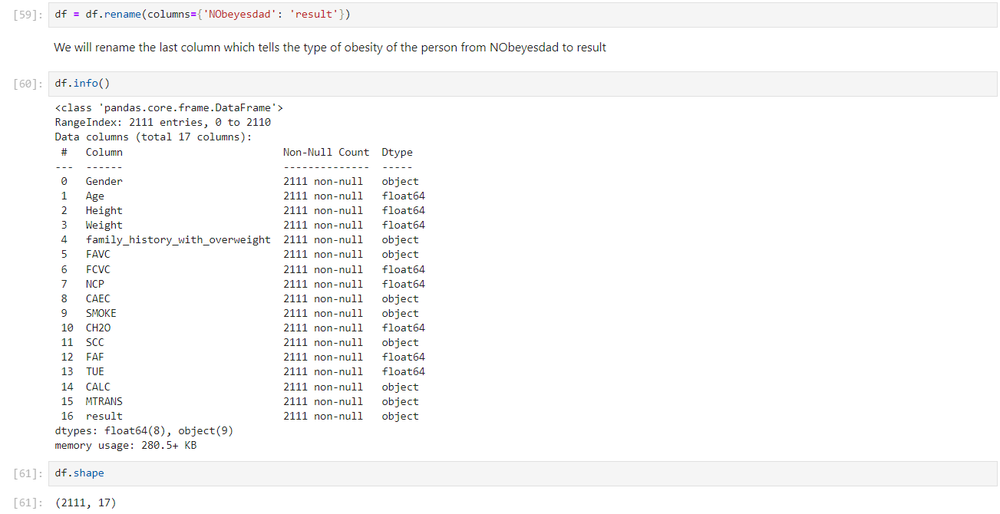 [59]: df = df.rename(columns={'NObeyesdad': 'result'})
We will rename the last column which tells the type of obesity of the person from NObeyesdad to result
[60]: df.info()
<class 'pandas.core.frame.DataFrame'>
RangeIndex: 2111 entries, 0 to 2110
Data columns (total 17 columns):
 #   Column                          Non-Null Count  Dtype
---  ------                          --------------  -----
 0   Gender                          2111 non-null   object
 1   Age                             2111 non-null   float64
 2   Height                          2111 non-null   float64
 3   Weight                          2111 non-null   float64
 4   family_history_with_overweight  2111 non-null   object
 5   FAVC                            2111 non-null   object
 6   FCVC                            2111 non-null   float64
 7   NCP                             2111 non-null   float64
 8   CAEC                            2111 non-null   object
 9   SMOKE                           2111 non-null   object
 10  CH2O                            2111 non-null   float64
 11  SCC                             2111 non-null   object
 12  FAF                             2111 non-null   float64
 13  TUE                             2111 non-null   float64
 14  CALC                            2111 non-null   object
 15  MTRANS                          2111 non-null   object
 16  result                          2111 non-null   object
dtypes: float64(8), object(9)
memory usage: 280.5+ KB
[61]: df.shape
[61]: (2111, 17)